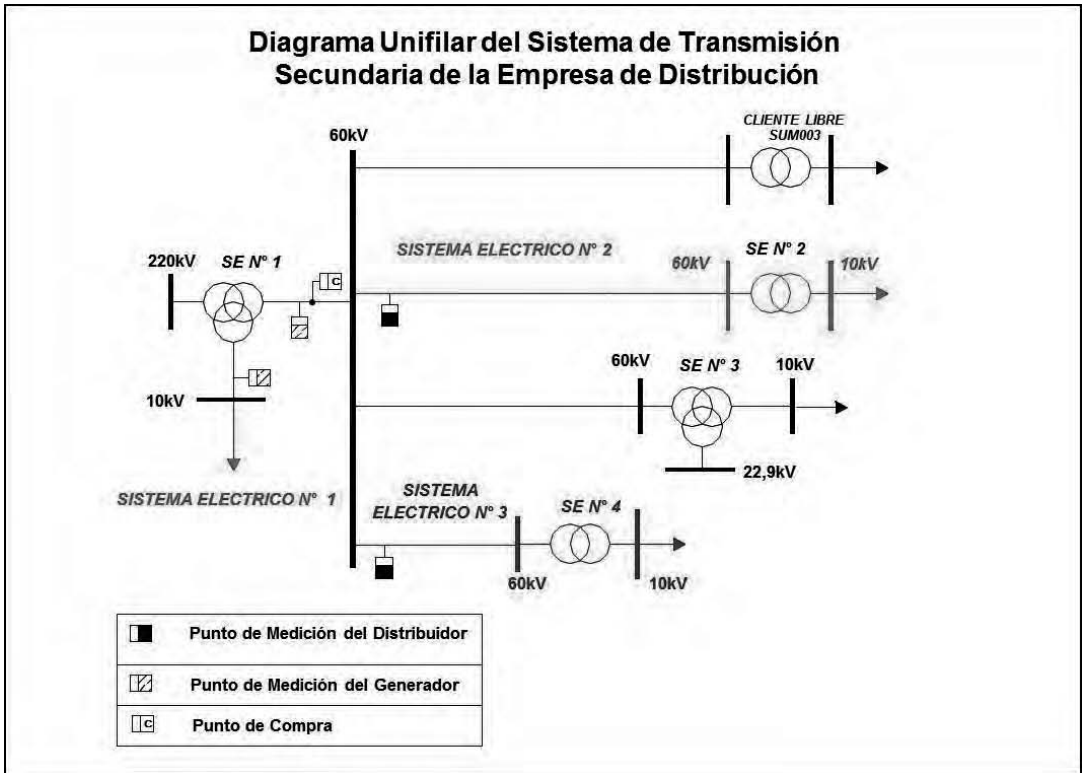 Diagrama Unifilar del Sistema de Transmisión
Secundaria de la Empresa de Distribución
60kV
CLIENTE LIBRE
SUM003
SISTEMA ELECTRICO N° 2
60kV
SE N° 2
10kV
220kV
SE N° 1
C
60kV
SE N° 3
10kV
10kV
22,9kV
SISTEMA ELECTRICO N° 1
SISTEMA
ELECTRICO N° 3
SE N° 4
60kV
10kV
Punto de Medición del Distribuidor
Punto de Medición del Generador
C
Punto de Compra